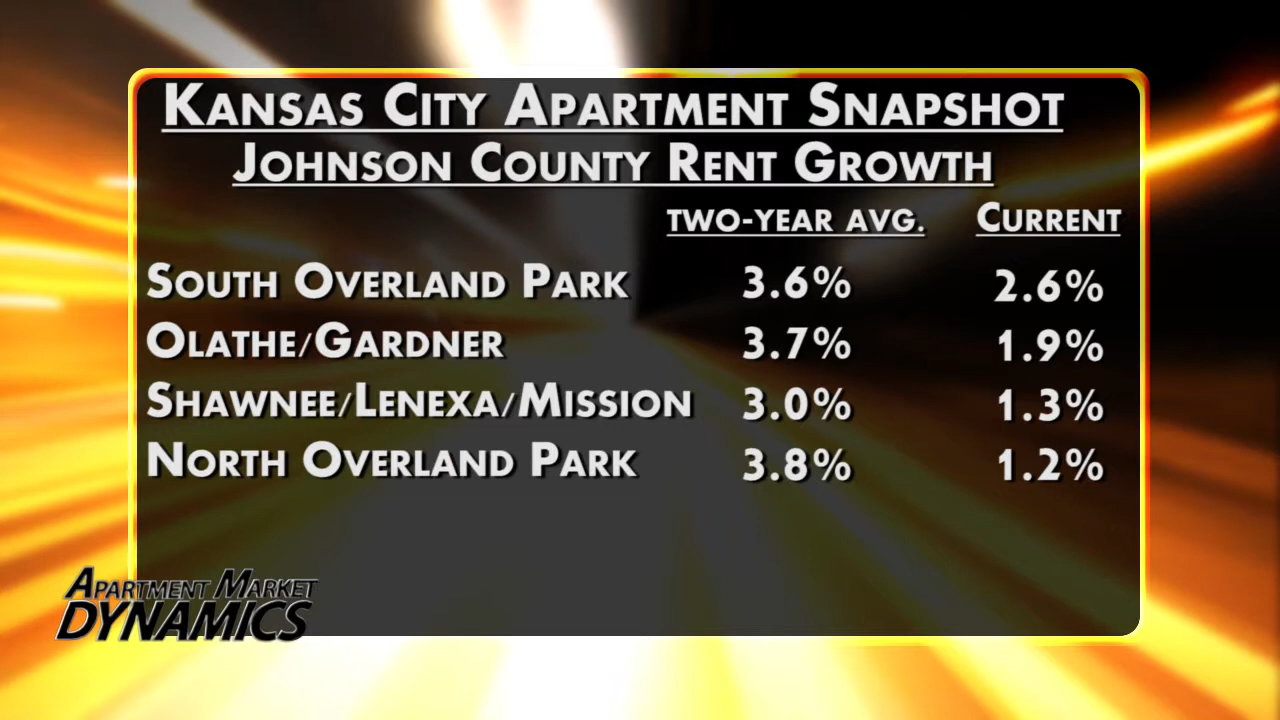 Kansas City Apartment Snapshot
Johnson County Rent Growth
two-year avg. Current
South Overland Park 3.6% 2.6%
Olathe/Gardner 3.7% 1.9%
Shawnee/Lenexa/Mission 3.0% 1.3%
North Overland Park 3.8% 1.2%
Apartment Market
DYNAMICS